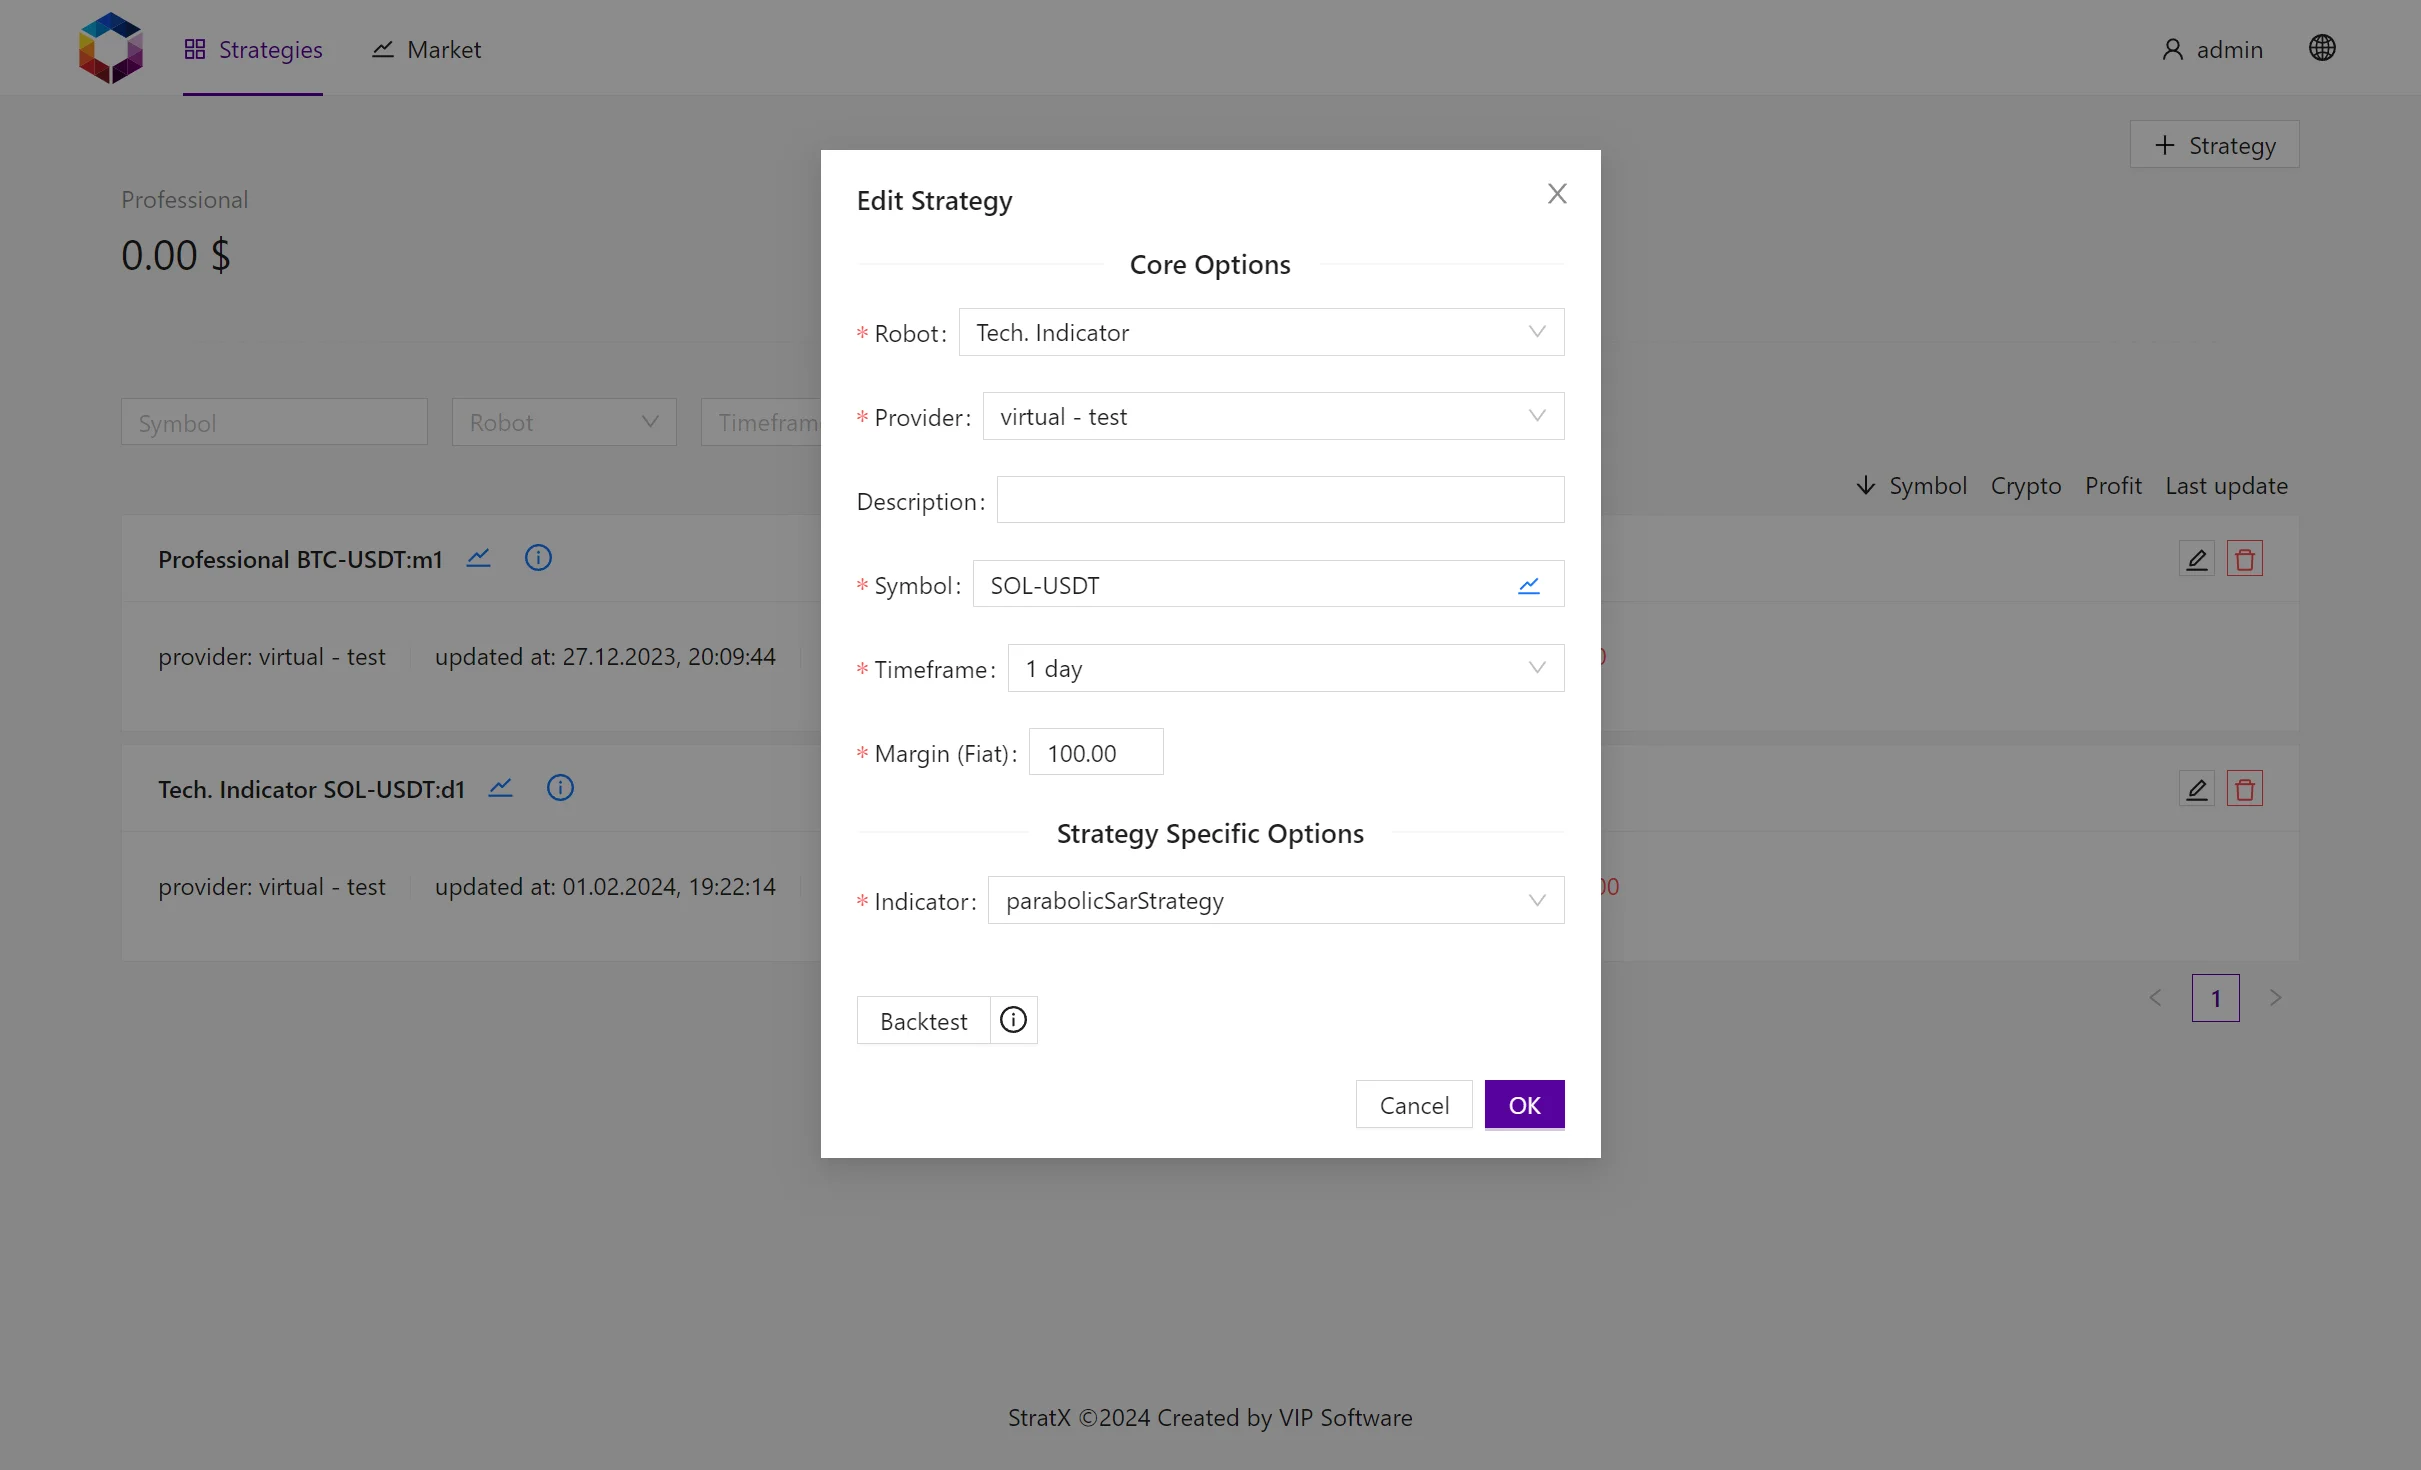 Strategies Market admin
Strategy
Professional
0.00 $
Symbol Robot
Symbol Crypto Profit Last update
Professional BTC-USDT:m1
provider: virtual - test updated at: 27.12.2023, 20:09:44
Tech. Indicator SOL-USDT:d1
provider: virtual - test updated at: 01.02.2024, 19:22:14
1
Edit Strategy
Core Options
* Robot: Tech. Indicator
* Provider: virtual - test
Description:
* Symbol: SOL-USDT
* Timeframe: 1 day
* Margin (Fiat): 100.00
Strategy Specific Options
* Indicator: parabolicSarStrategy
Backtest
Cancel OK
StratX ©2024 Created by VIP Software